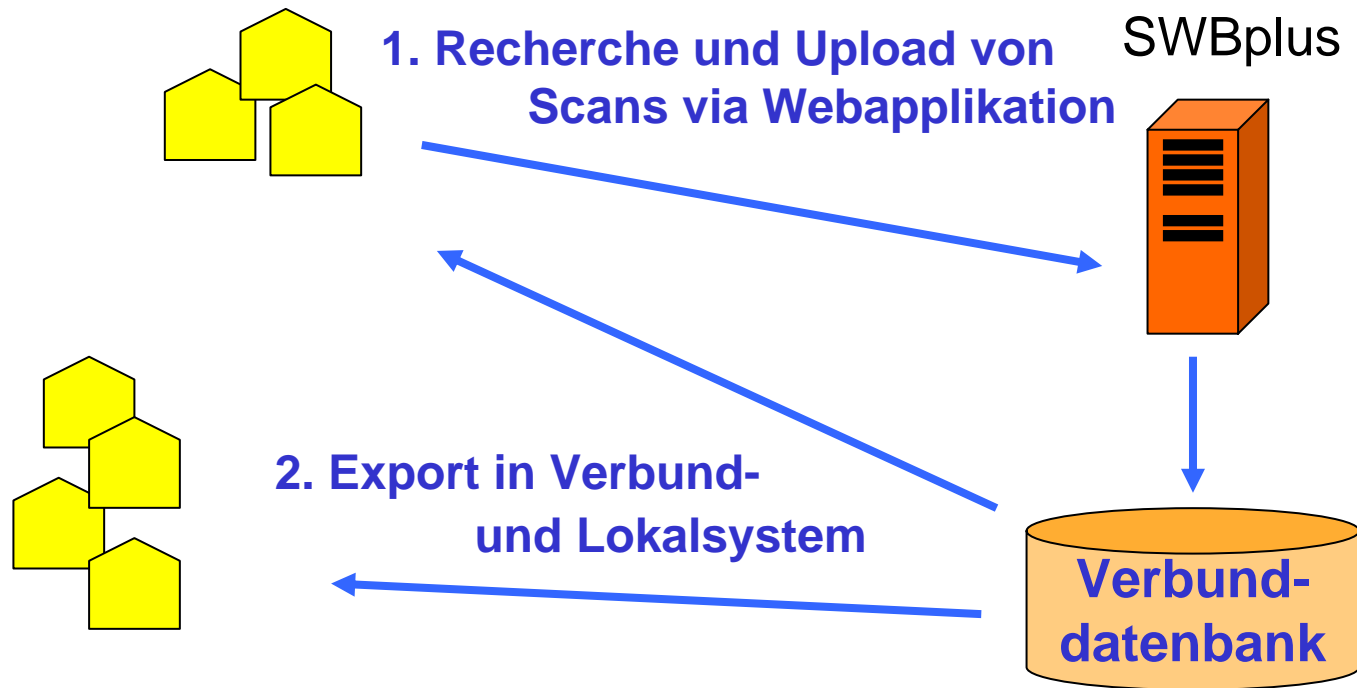 1. Recherche und Upload von
Scans via Webapplikation
SWBplus
2. Export in Verbund-
und Lokalsystem
Verbund-
datenbank